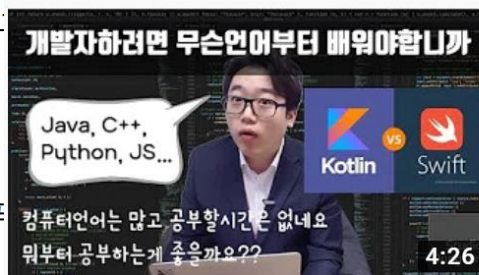 개발자하려면 무슨언어부터 배워야합니까
Java, C++,
Python, JS...
Kotlin
VS
Swift
컴퓨터언어는 많고 공부할시간은 없네요
뭐부터 공부하는게 좋을까요??
4:26